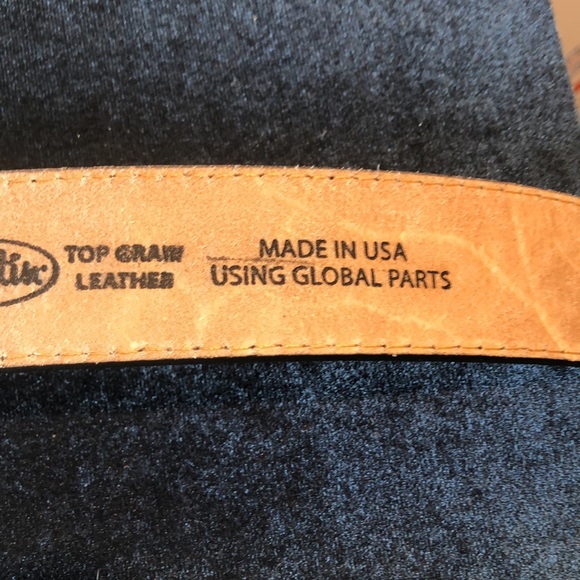 TOP GRAIN
LEATHER
MADE IN USA
USING GLOBAL PARTS